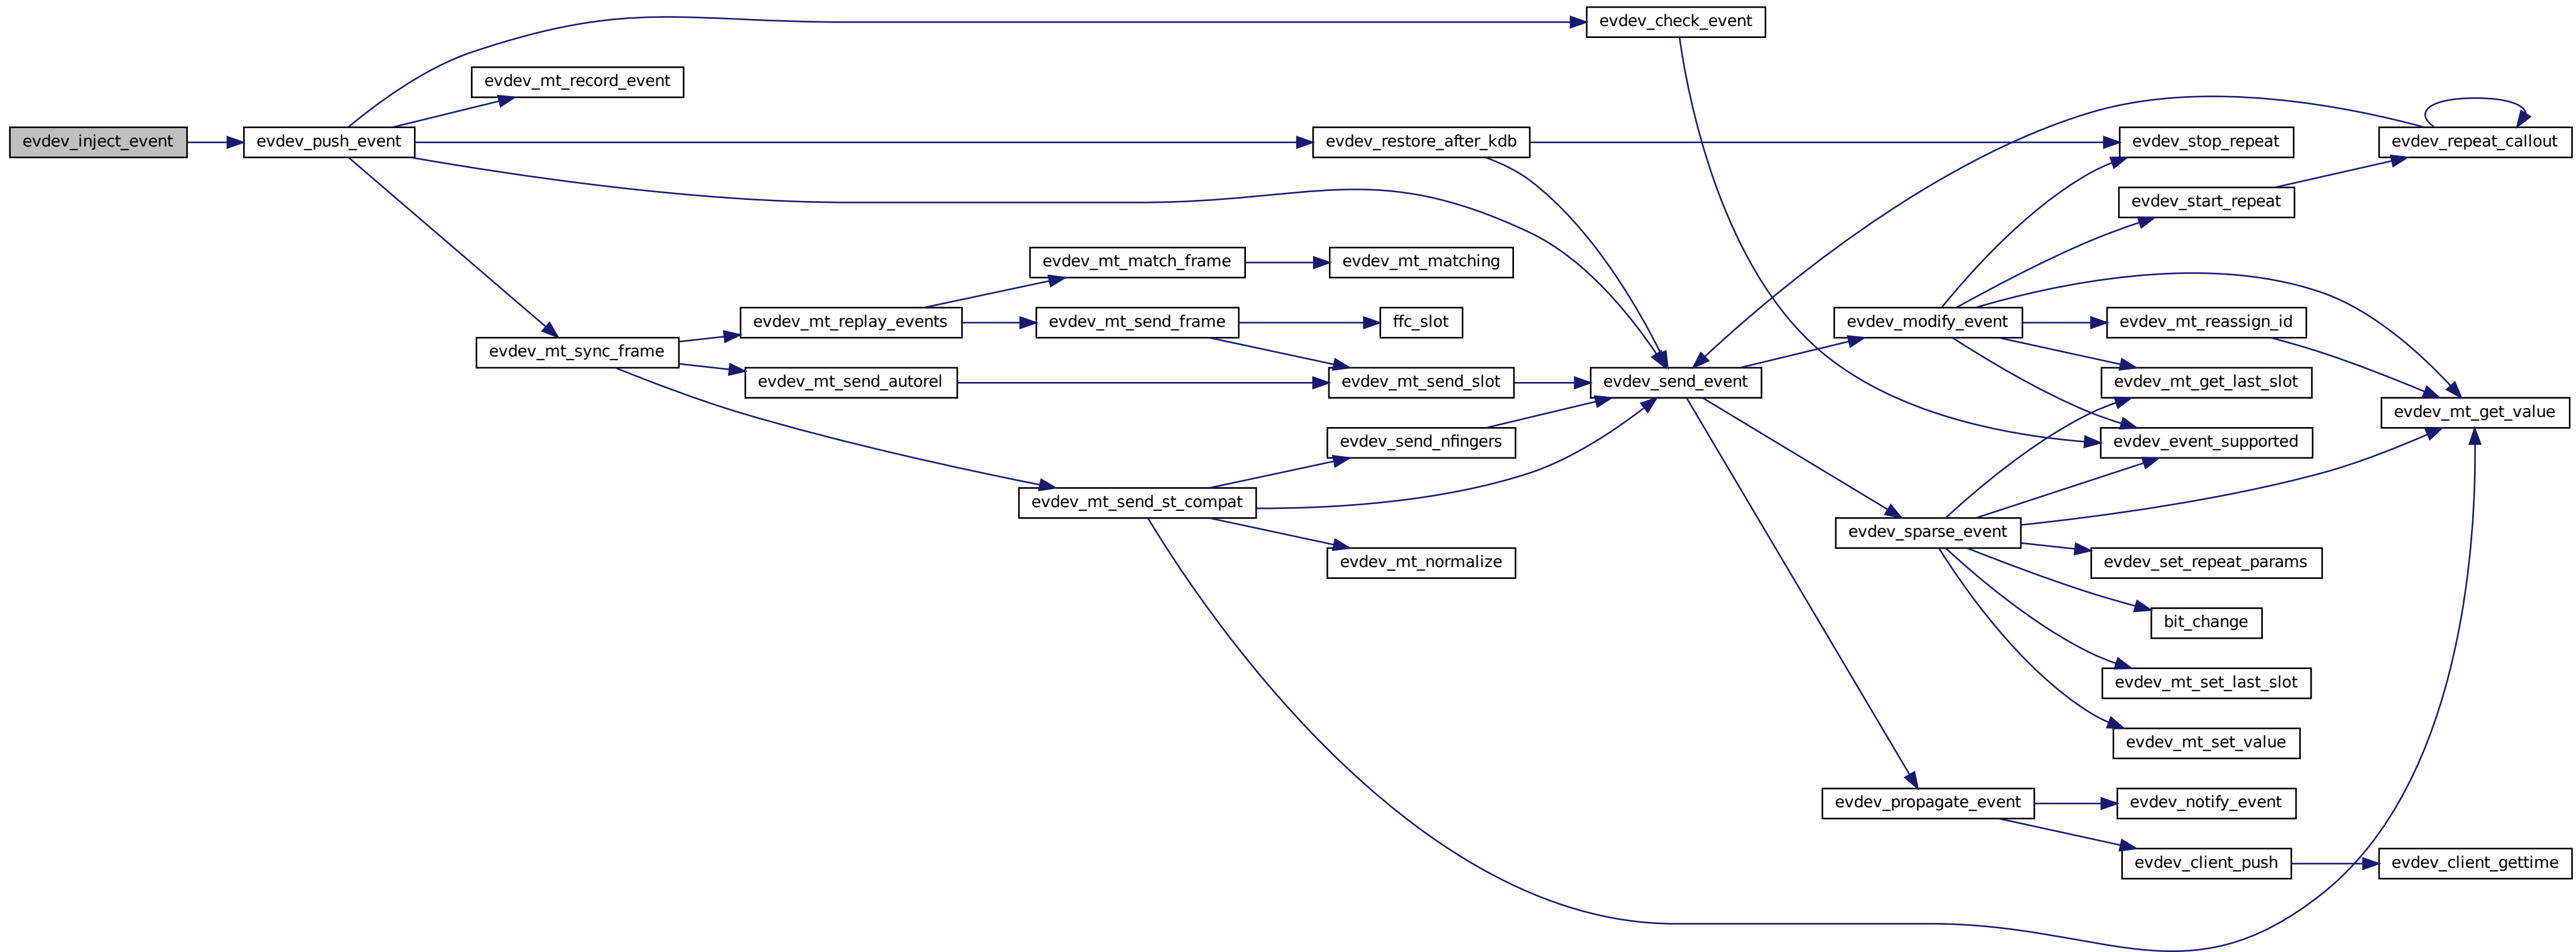 evdev_check_event
evdev_mt_record_event
evdev_inject_event
evdev_push_event
evdev_restore_after_kdb
evdev_stop_repeat
evdev_repeat_callout
evdev_start_repeat
evdev_mt_match_frame
evdev_mt_matching
evdev_mt_replay_events
evdev_mt_send_frame
ffc_slot
evdev_modify_event
evdev_mt_reassign_id
evdev_mt_sync_frame
evdev_mt_send_autorel
evdev_mt_send_slot
evdev_send_event
evdev_mt_get_last_slot
evdev_mt_get_value
evdev_send_nfingers
evdev_event_supported
evdev_mt_send_st_compat
evdev_sparse_event
evdev_mt_normalize
evdev_set_repeat_params
bit_change
evdev_mt_set_last_slot
evdev_mt_set_value
evdev_propagate_event
evdev_notify_event
evdev_client_push
evdev_client_gettime